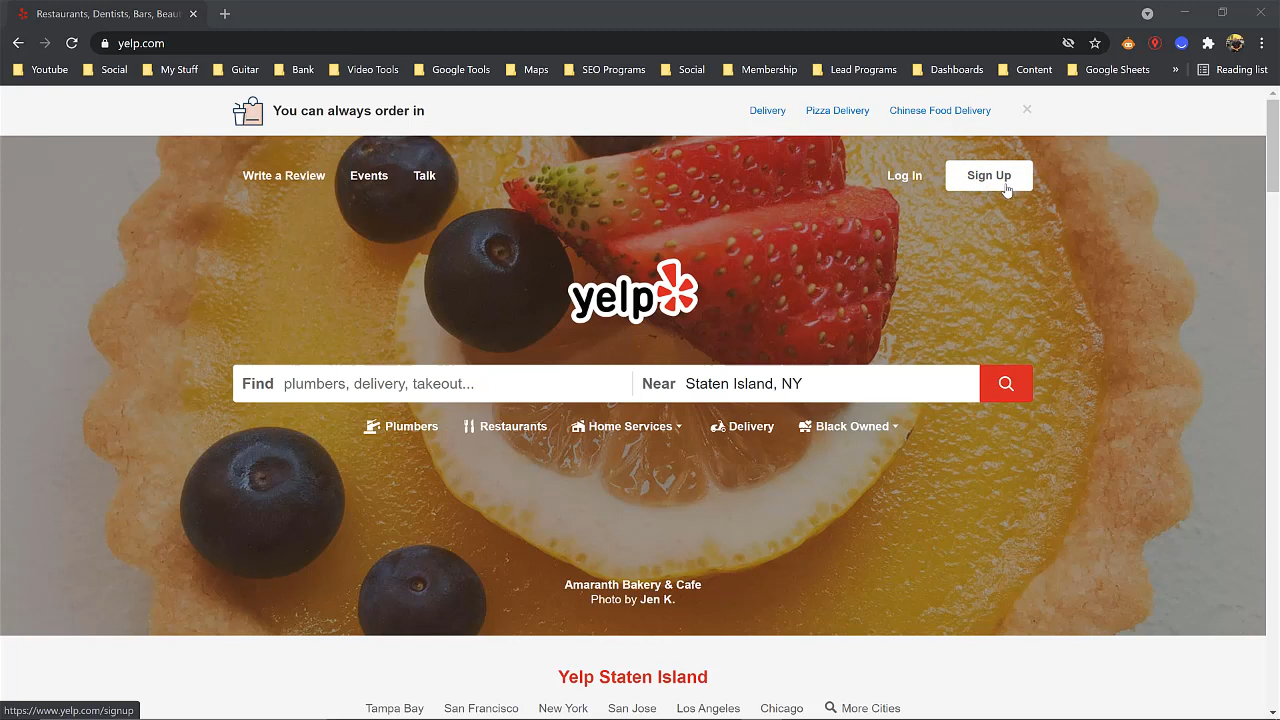 Restaurants, Dentists, Bars, Beau
yelp.com
Youtube Social My Stuff Guitar Bank Video Tools Google Tools Maps SEO Programs Social Membership Lead Programs Dashboards Content Google Sheets » Reading list
You can always order in
Delivery Pizza Delivery Chinese Food Delivery
Write a Review Events Talk Log In Sign Up
yelp
Find plumbers, delivery, takeout... Near Staten Island, NY
Plumbers Restaurants Home Services Delivery Black Owned
Amaranth Bakery & Cafe
Photo by Jen K.
Yelp Staten Island
Tampa Bay San Francisco New York San Jose Los Angeles Chicago More Cities
https://www.yelp.com/signup